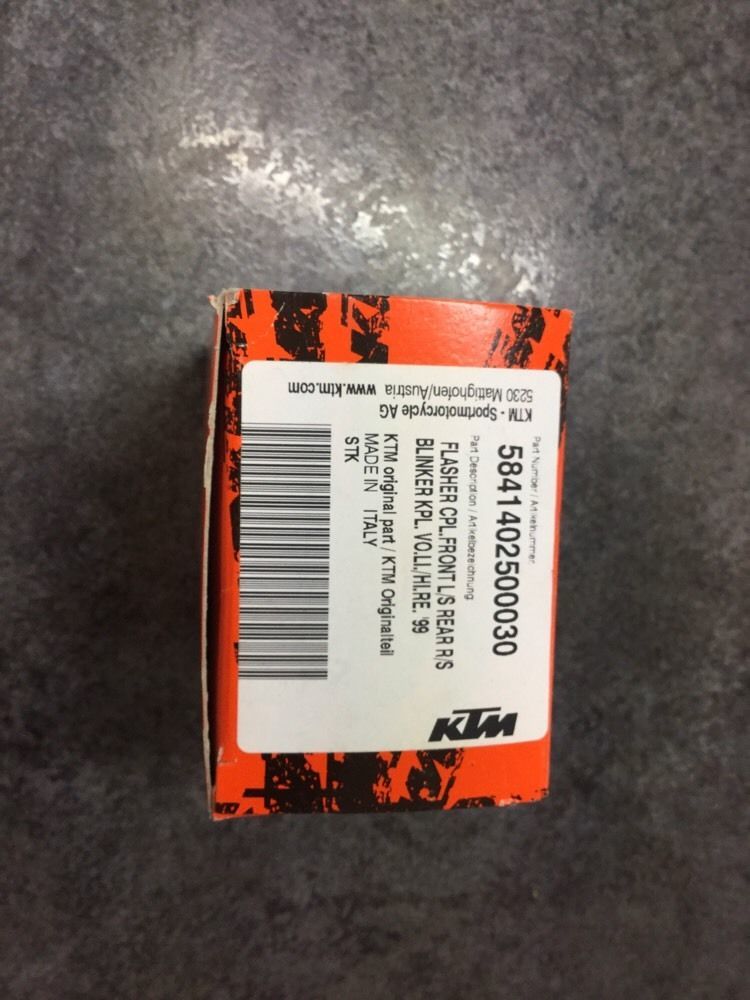 Part Number / Artikelnummer
58414025000030
Part Description / Artikelbezeichnung
FLASHER CPL.FRONT L/S REAR R/S
BLINKER KPL. VO.LI./HI.RE. '99
KTM original part / KTM Originalteil
MADE IN ITALY
STK
KTM - Sportmotorcycle AG
5230 Mattighofen/Austria www.ktm.com
KTM